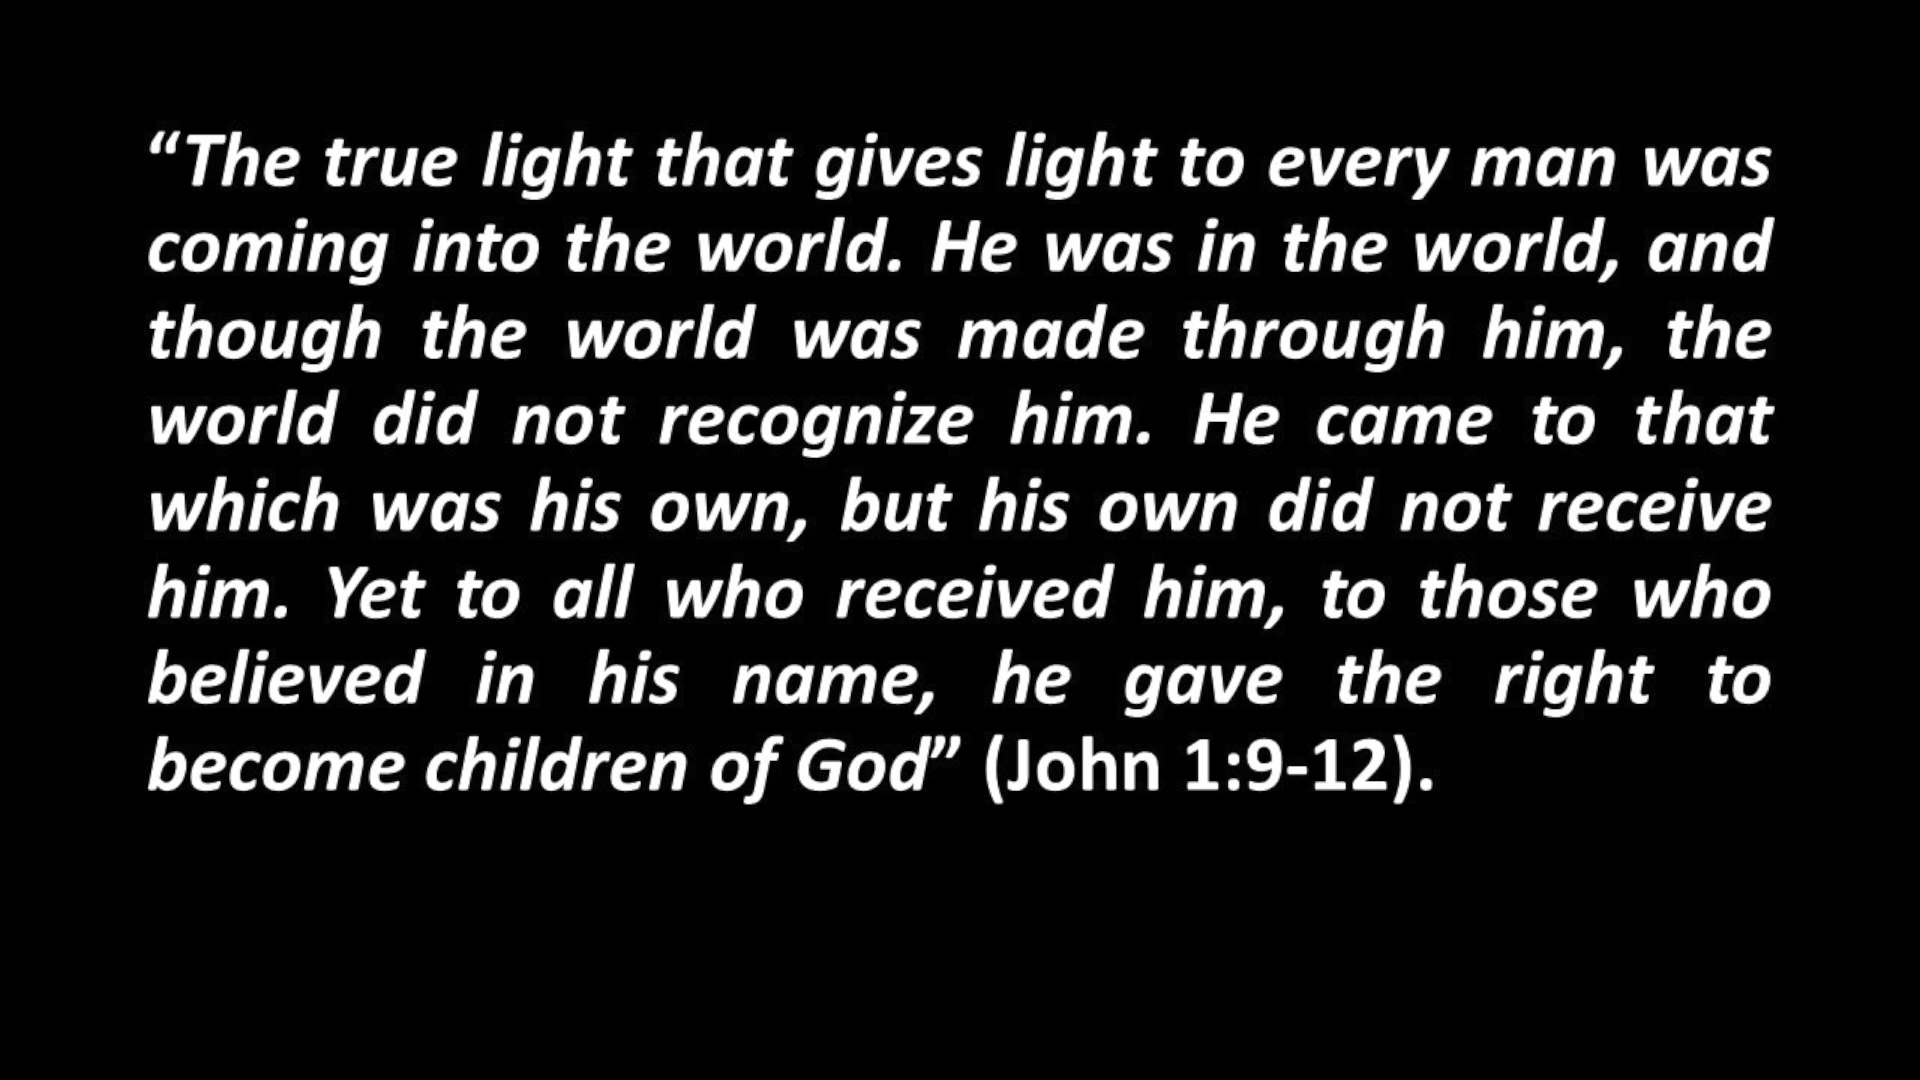 “The true light that gives light to every man was
coming into the world. He was in the world, and
though the world was made through him, the
world did not recognize him. He came to that
which was his own, but his own did not receive
him. Yet to all who received him, to those who
believed in his name, he gave the right to
become children of God” (John 1:9-12).